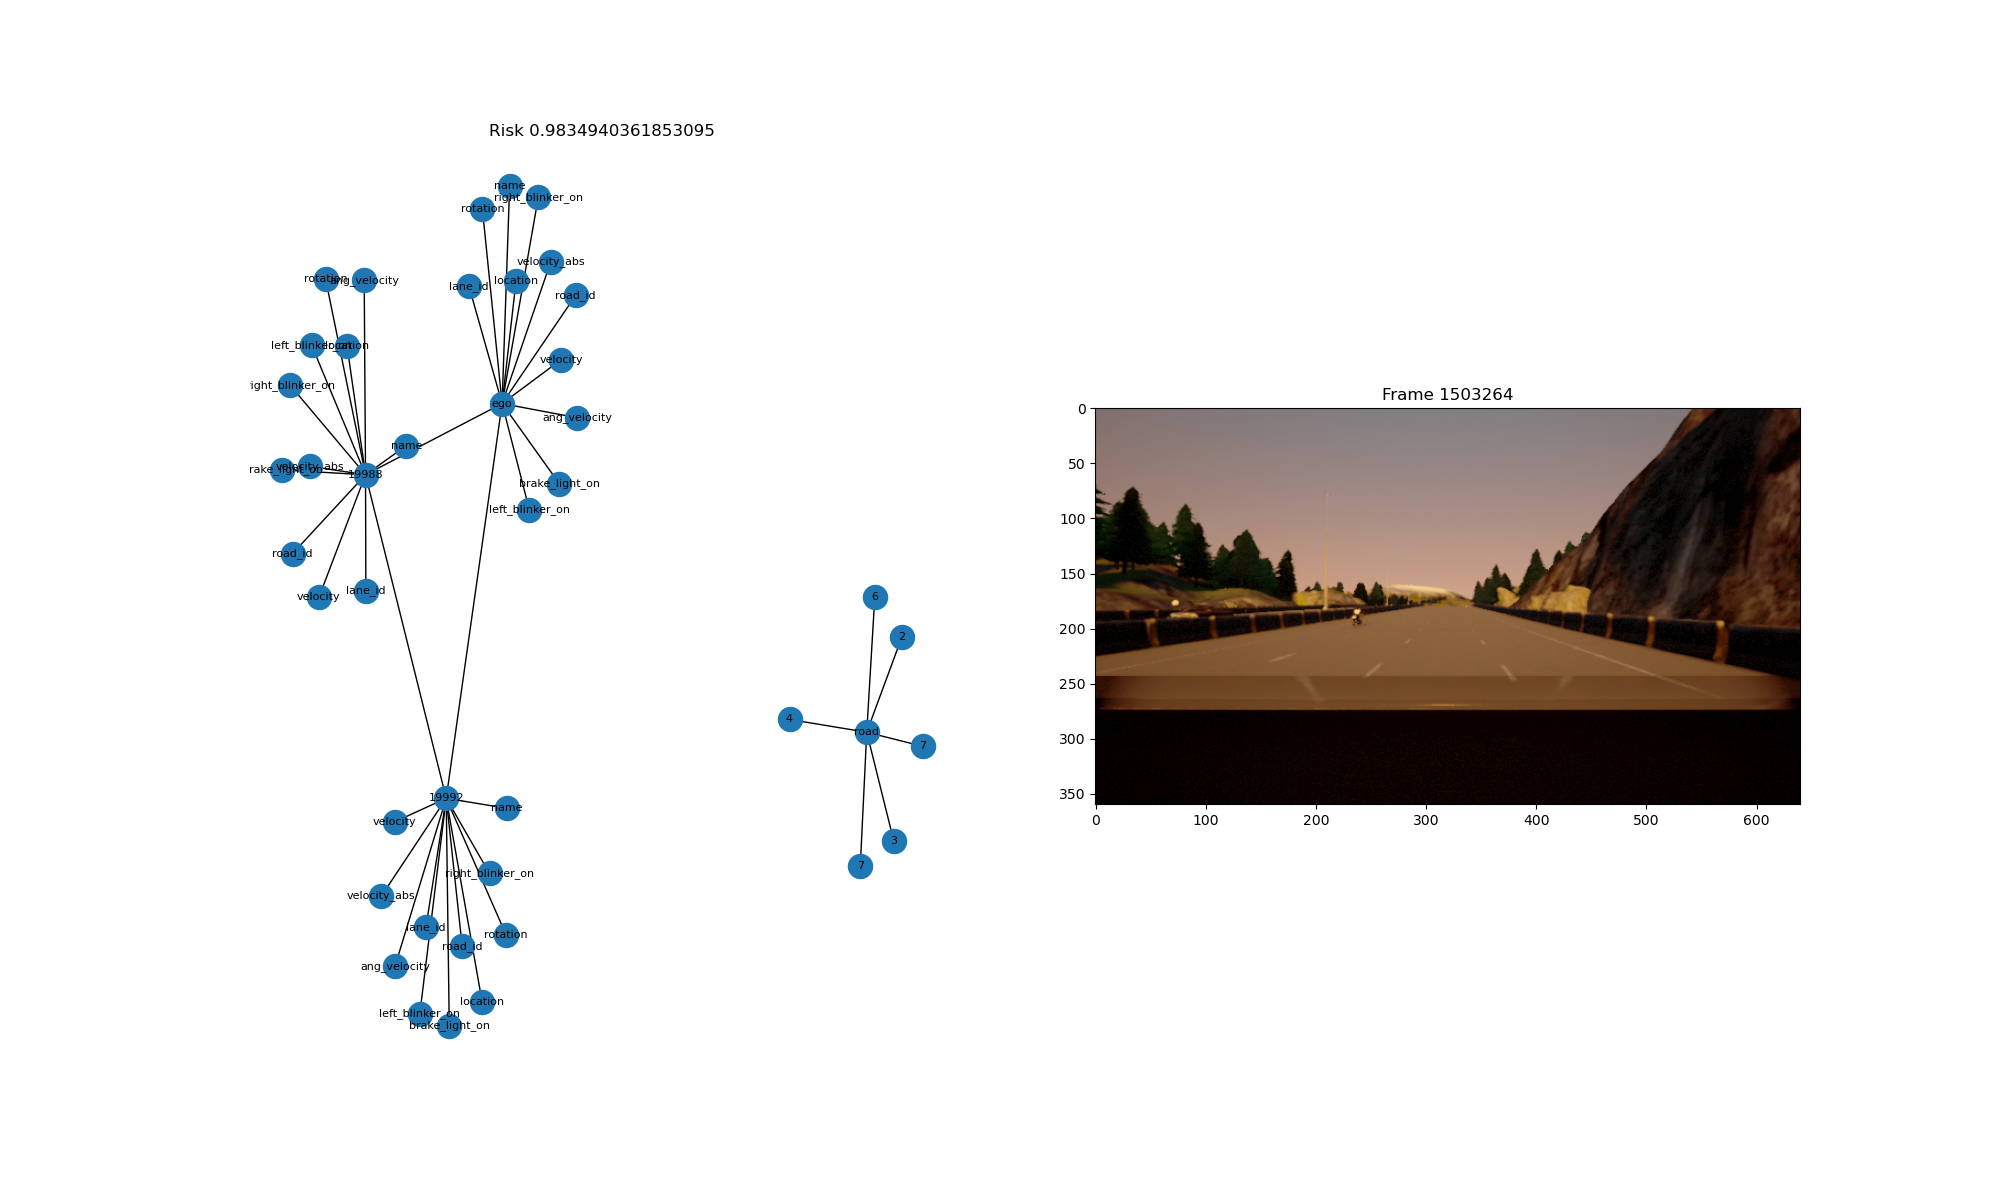 Risk 0.9834940361853095
name
right_blinker_on
rotation
velocity_abs
location
lane_id
road_id
velocity
ego
ang_velocity
brake_light_on
left_blinker_on
rotation
ang_velocity
left_blinker_on
location
ight_blinker_on
name
velocity_abs
rake_light_on
19988
road_id
velocity
lane_id
19992
name
velocity
right_blinker_on
velocity_abs
lane_id
rotation
road_id
ang_velocity
location
left_blinker_on
brake_light_on
6
2
4
road
7
3
7
Frame 1503264
0
50
100
150
200
250
300
350
0
100
200
300
400
500
600